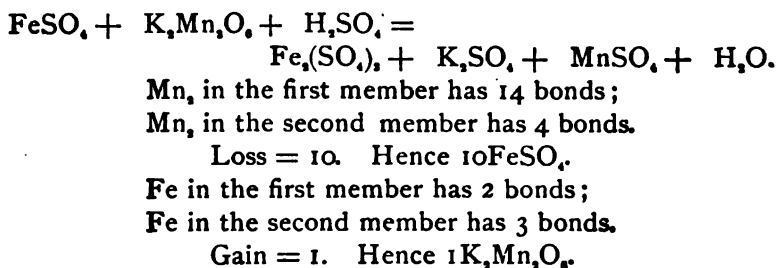 FeSO₄ + K₂Mn₂O₈ + H₂SO₄ =
Fe₂(SO₄)₃ + K₂SO₄ + MnSO₄ + H₂O.
Mn₂ in the first member has 14 bonds;
Mn₂ in the second member has 4 bonds.
Loss = 10. Hence 10FeSO₄.
Fe in the first member has 2 bonds;
Fe in the second member has 3 bonds.
Gain = 1. Hence 1K₂Mn₂O₈.